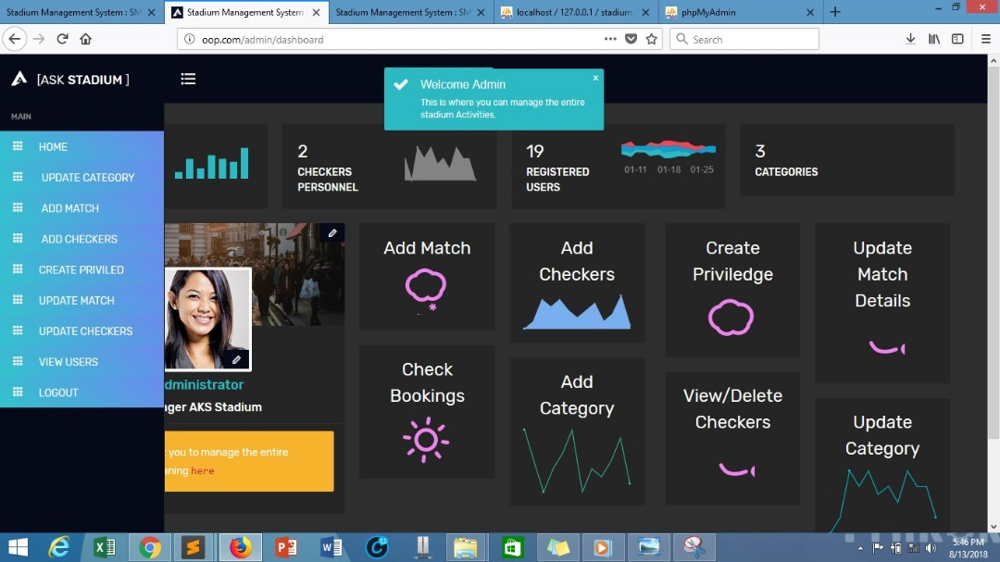 Stadium Management System : SM
Stadium Management System
Stadium Management System : SM
localhost / 127.0.0.1 / stadium
phpMyAdmin
oop.com/admin/dashboard
Search
[ASK STADIUM ]
Welcome Admin
This is where you can manage the entire
stadium Activities.
MAIN
HOME
UPDATE CATEGORY
ADD MATCH
ADD CHECKERS
CREATE PRIVILED
UPDATE MATCH
UPDATE CHECKERS
VIEW USERS
LOGOUT
2
CHECKERS
PERSONNEL
19
REGISTERED
USERS
01-11 01-18 01-25
3
CATEGORIES
dministrator
ager AKS Stadium
you to manage the entire
aning here
Add Match
Check
Bookings
Add
Checkers
Add
Category
Create
Priviledge
View/Delete
Checkers
Update
Match
Details
Update
Category
5:46 PM
8/13/2018